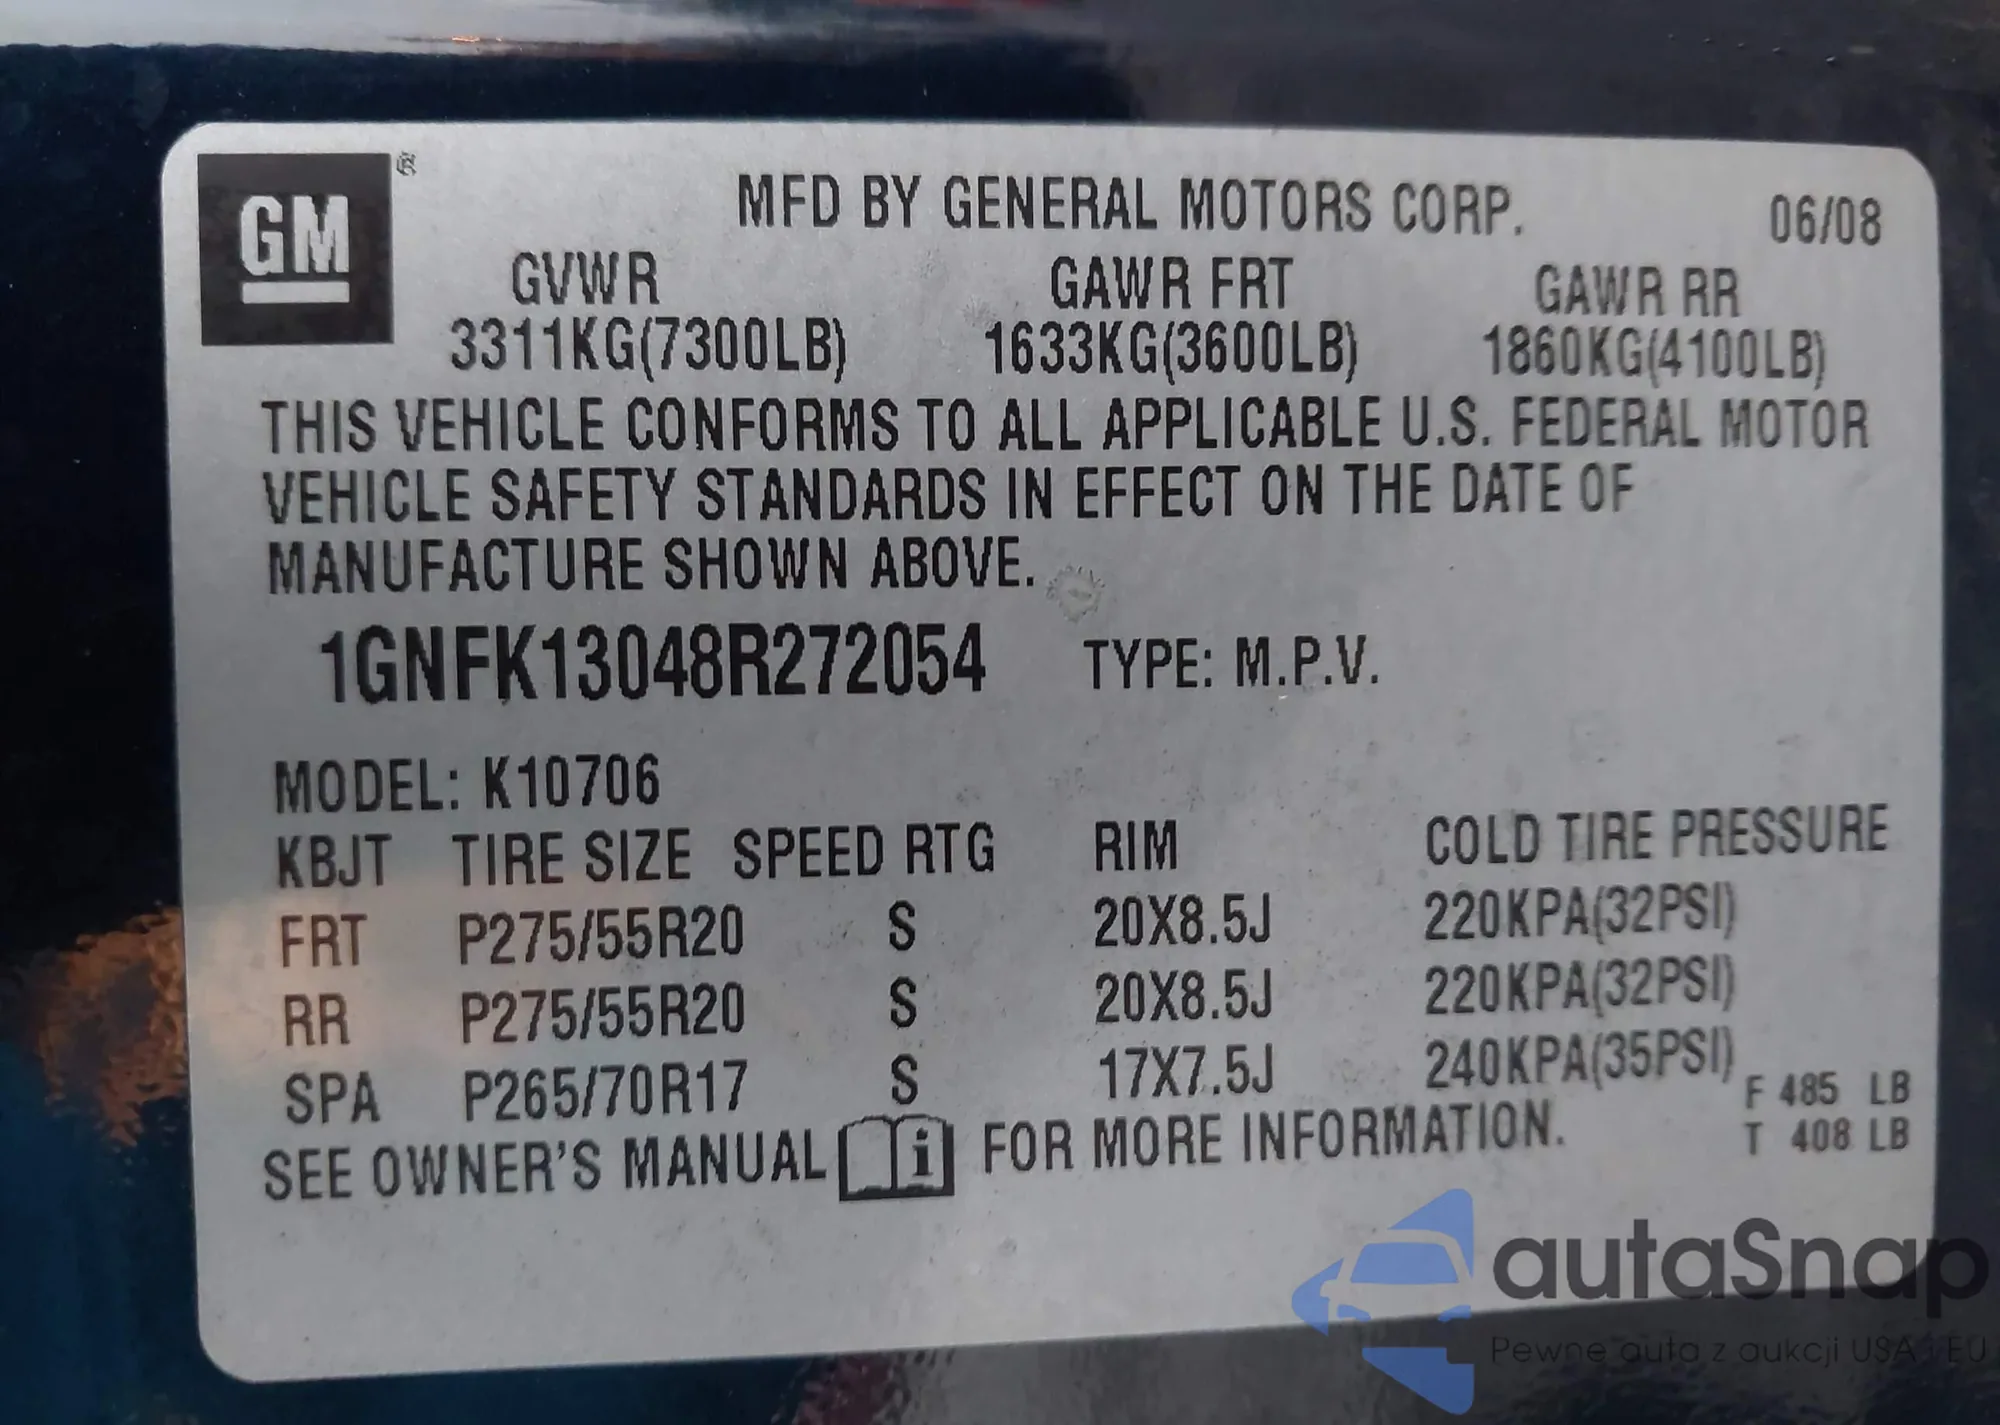 GM ®
MFD BY GENERAL MOTORS CORP. 06/08
GVWR GAWR FRT GAWR RR
3311KG(7300LB) 1633KG(3600LB) 1860KG(4100LB)
THIS VEHICLE CONFORMS TO ALL APPLICABLE U.S. FEDERAL MOTOR
VEHICLE SAFETY STANDARDS IN EFFECT ON THE DATE OF
MANUFACTURE SHOWN ABOVE.
1GNFK13048R272054 TYPE: M.P.V.
MODEL: K10706
KBJT TIRE SIZE SPEED RTG RIM COLD TIRE PRESSURE
FRT P275/55R20 S 20X8.5J 220KPA(32PSI)
RR P275/55R20 S 20X8.5J 220KPA(32PSI)
SPA P265/70R17 S 17X7.5J 240KPA(35PSI)
F 485 LB
T 408 LB
SEE OWNER'S MANUAL i FOR MORE INFORMATION.
autaSnap
Pewne auta z aukcji USA i EU